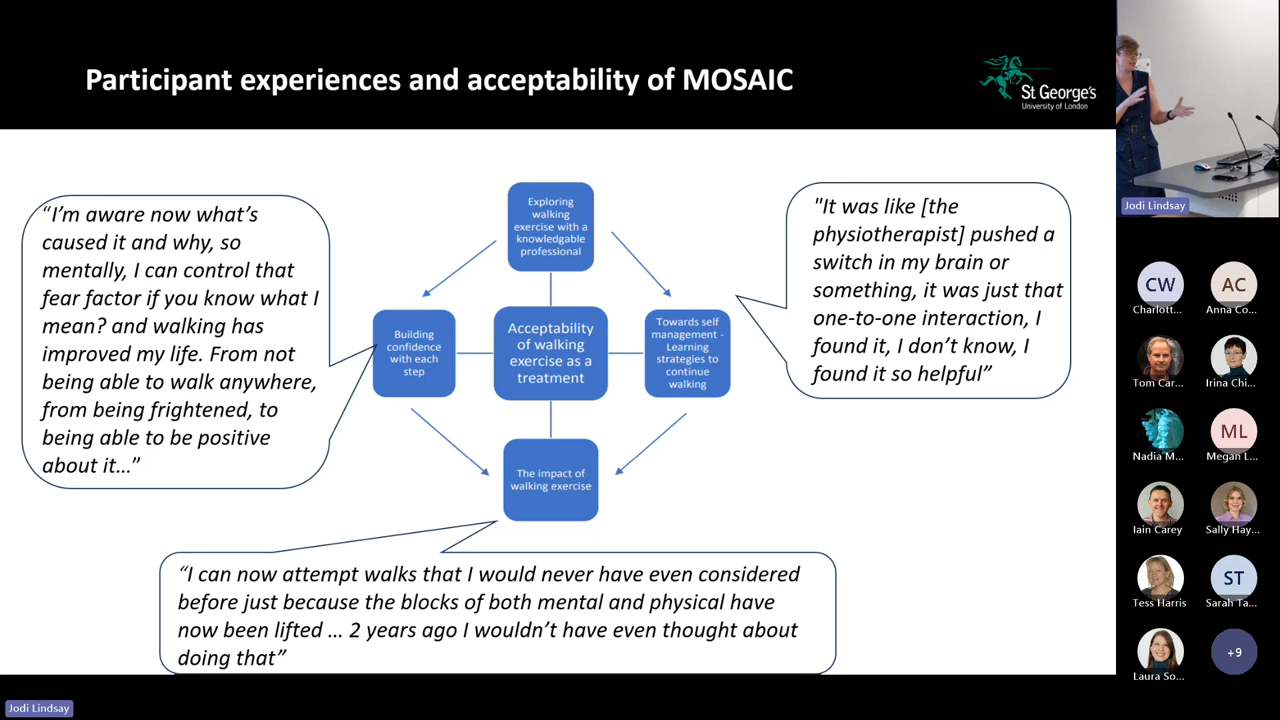 Participant experiences and acceptability of MOSAIC
St George's
University of London
"I'm aware now what's
caused it and why, so
mentally, I can control that
fear factor if you know what I
mean? and walking has
improved my life. From not
being able to walk anywhere,
from being frightened, to
being able to be positive
about it…"
Exploring
walking
exercise with a
knowledgable
professional
Building
confidence
with each
step
Acceptability
of walking
exercise as a
treatment
Towards self
management -
Learning
strategies to
continue
walking
The impact of
walking exercise
"It was like [the
physiotherapist] pushed a
switch in my brain or
something, it was just that
one-to-one interaction, I
found it, I don't know, I
found it so helpful"
"I can now attempt walks that I would never have even considered
before just because the blocks of both mental and physical have
now been lifted … 2 years ago I wouldn't have even thought about
doing that"
Jodi Lindsay
CW
Charlott...
AC
Anna Co...
Tom Car...
Irina Chi...
Nadia M...
ML
Megan L...
Iain Carey
Sally Hay...
Tess Harris
ST
Sarah Ta...
Laura So...
+9
Jodi Lindsay